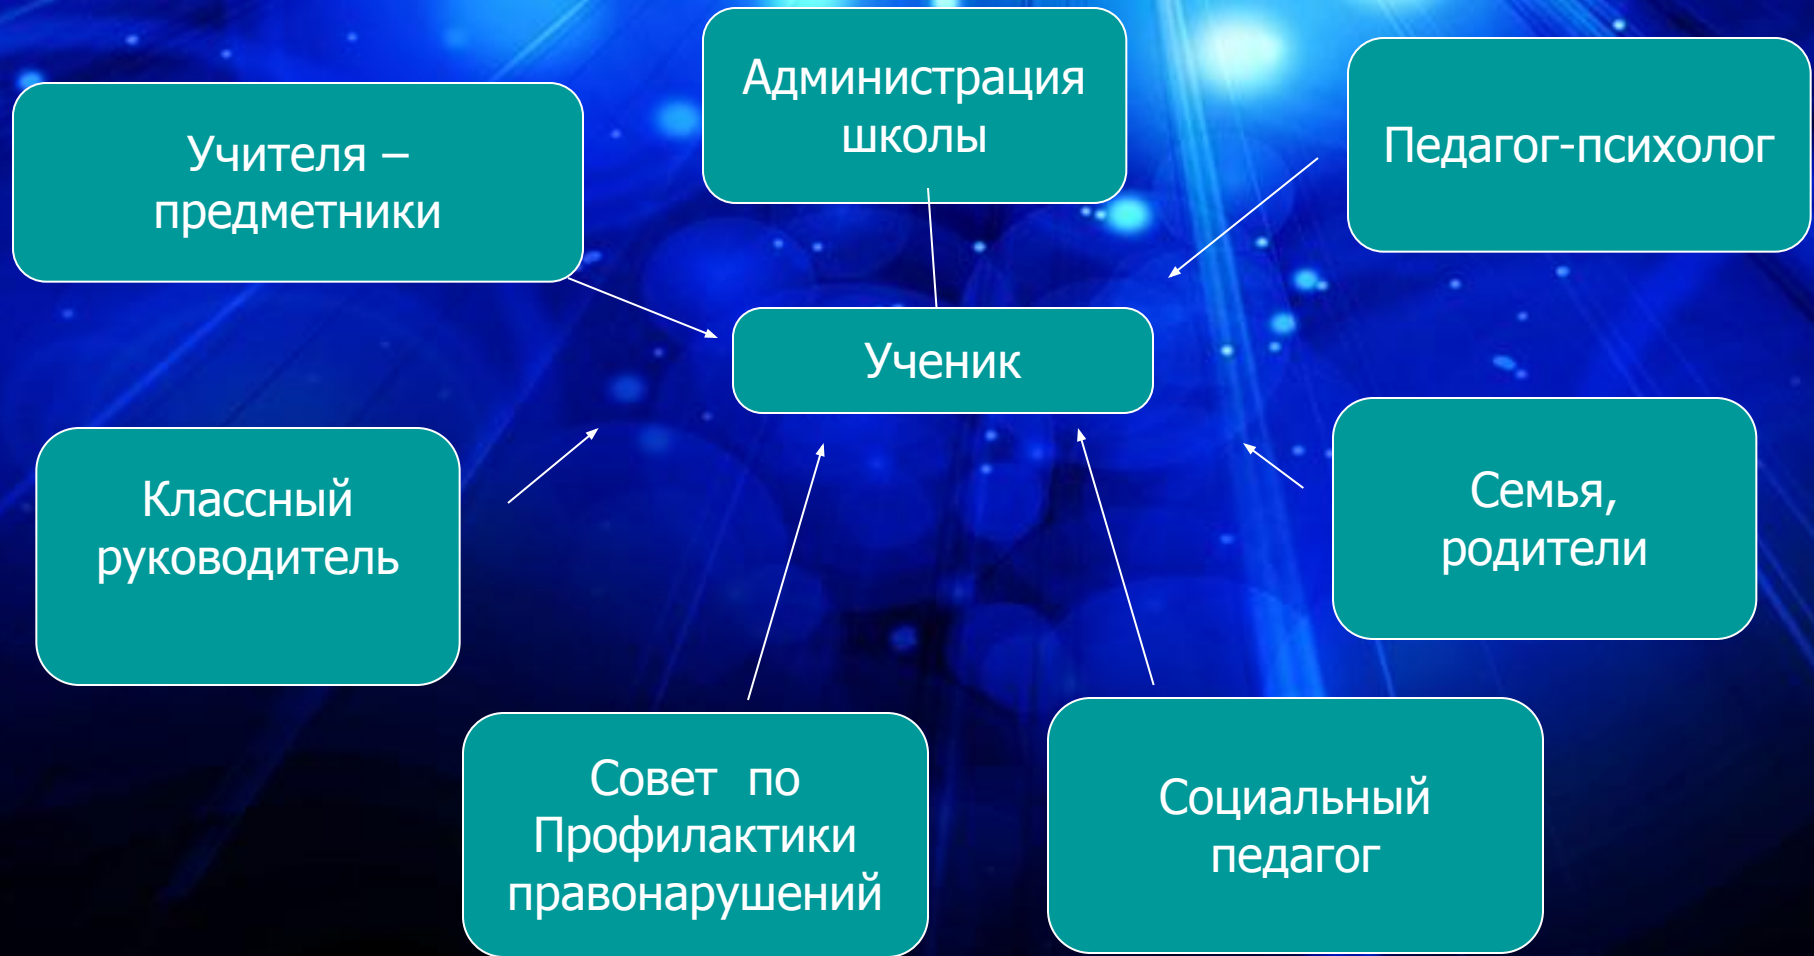 Администрация
школы
Учителя –
предметники
Педагог-психолог
Ученик
Классный
руководитель
Семья,
родители
Совет по
Профилактики
правонарушений
Социальный
педагог